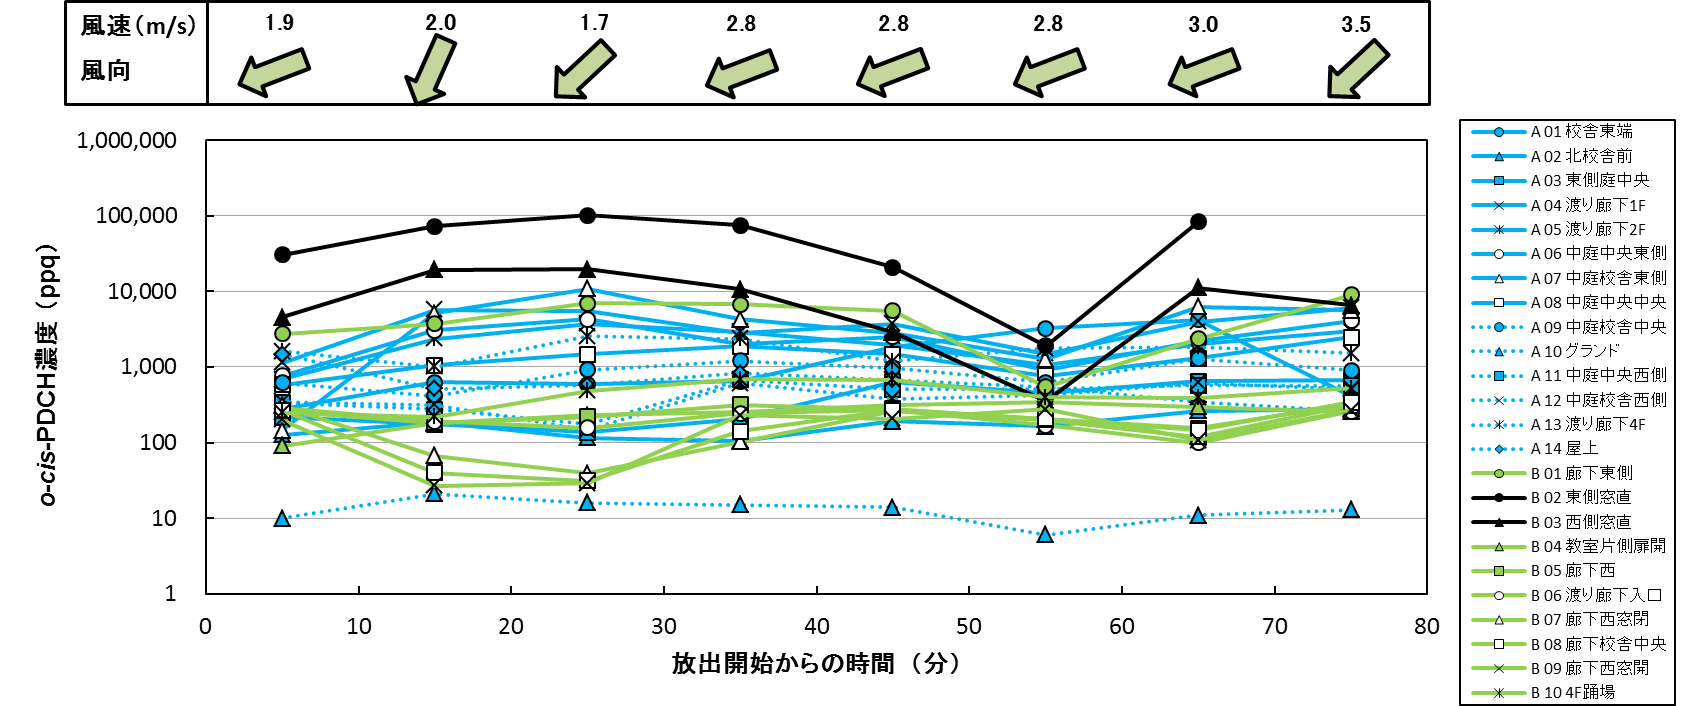 風速（m/s） 1.9 2.0 1.7 2.8 2.8 2.8 3.0 3.5
風向
o-cis-PDCH濃度（ppq）
1,000,000
100,000
10,000
1,000
100
10
1
0 10 20 30 40 50 60 70 80
放出開始からの時間（分）
A 01 校舎東端
A 02 北校舎前
A 03 東側庭中央
A 04 渡り廊下1F
A 05 渡り廊下2F
A 06 中庭中央東側
A 07 中庭校舎東側
A 08 中庭中央中央
A 09 中庭校舎中央
A 10 グランド
A 11 中庭中央西側
A 12 中庭校舎西側
A 13 渡り廊下4F
A 14 屋上
B 01 廊下東側
B 02 東側窓直
B 03 西側窓直
B 04 教室片側扉開
B 05 廊下西
B 06 渡り廊下入口
B 07 廊下西窓閉
B 08 廊下校舎中央
B 09 廊下西窓開
B 10 4F踊場